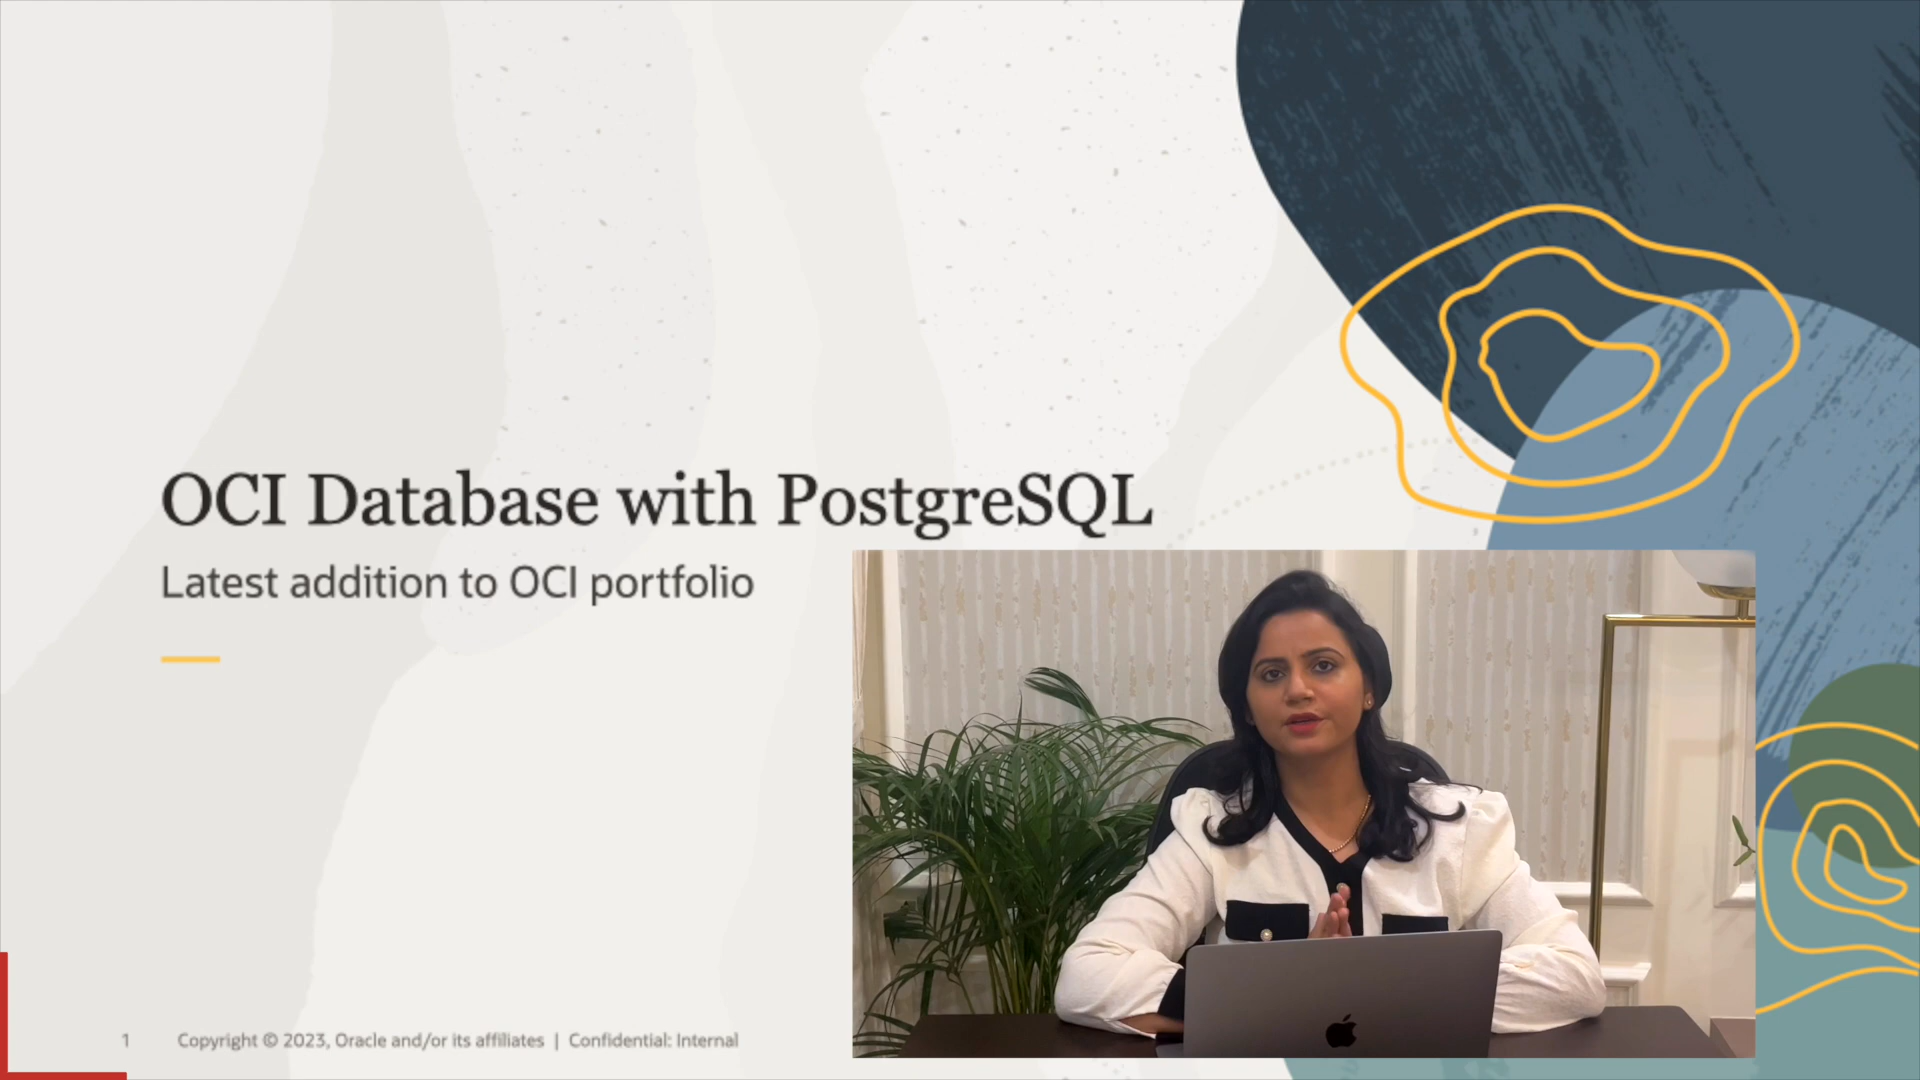 OCI Database with PostgreSQL
Latest addition to OCI portfolio
1 Copyright © 2023, Oracle and/or its affiliates | Confidential: Internal